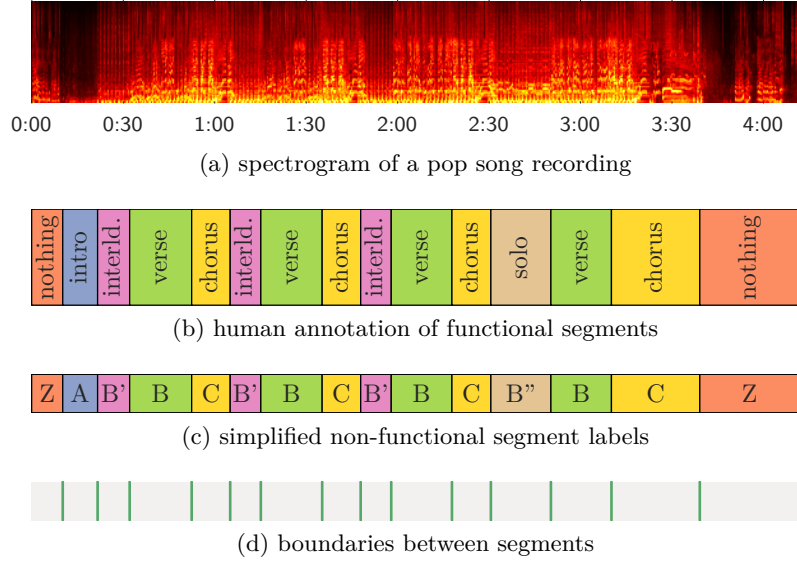 0:00 0:30 1:00 1:30 2:00 2:30 3:00 3:30 4:00
(a) spectrogram of a pop song recording
nothing intro interld. verse chorus interld. verse chorus interld. verse chorus solo verse chorus nothing
(b) human annotation of functional segments
Z A B' B C B' B C B' B C B” B C Z
(c) simplified non-functional segment labels
(d) boundaries between segments